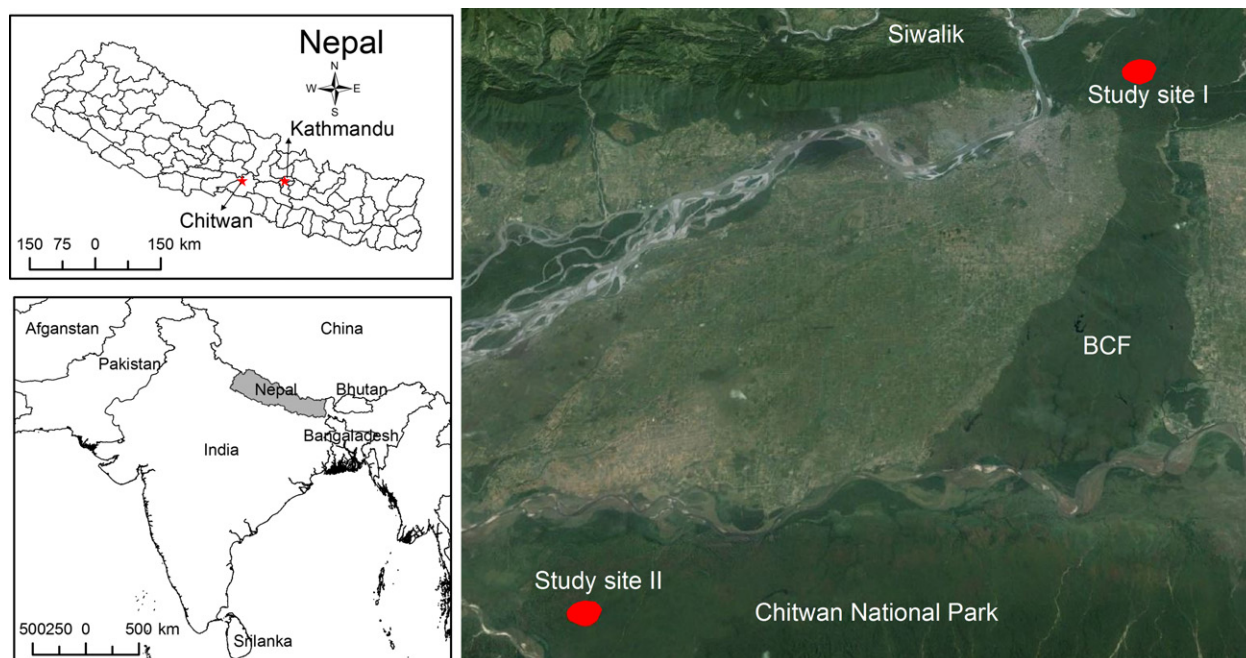 Nepal
N
W E
S
Kathmandu
Chitwan
150 75 0 150 km
Afganstan
China
Pakistan
Nepal
Bhutan
Bangaladesh
India
Srilanka
500250 0 500 km
Siwalik
Study site I
BCF
Study site II
Chitwan National Park